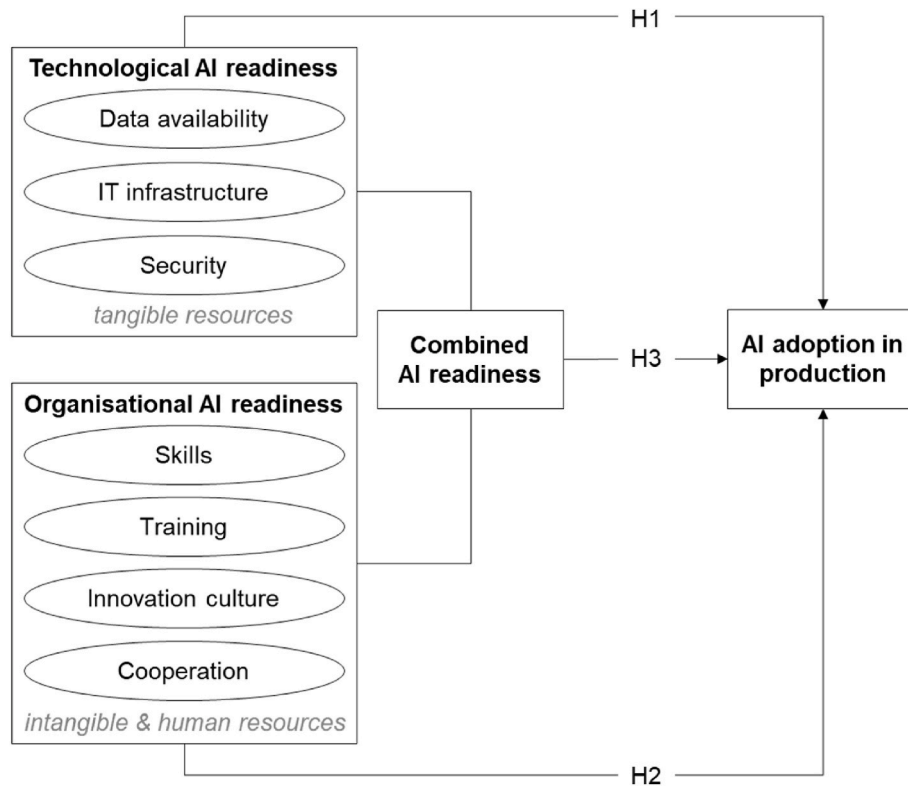 H1
Technological AI readiness
Data availability
IT infrastructure
Security
tangible resources
Combined
AI readiness
H3
AI adoption in
production
Organisational AI readiness
Skills
Training
Innovation culture
Cooperation
intangible & human resources
H2